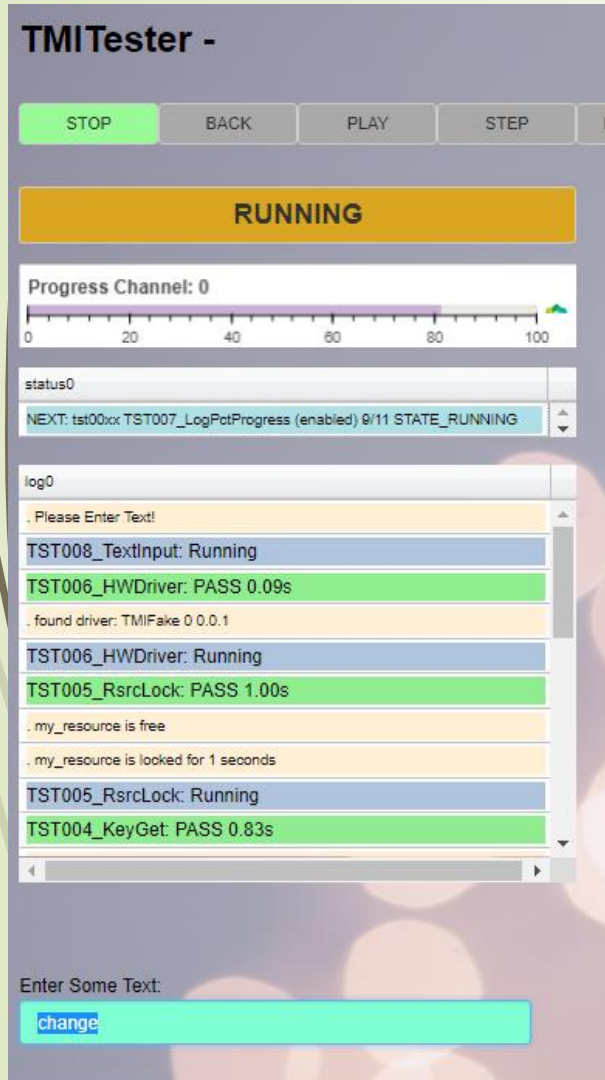 TMITester -
STOP BACK PLAY STEP
RUNNING
Progress Channel: 0
0 20 40 60 80 100
status0
NEXT: tst00xx TST007_LogPctProgress (enabled) 9/11 STATE_RUNNING
log0
. Please Enter Text!
TST008_TextInput: Running
TST006_HWDriver: PASS 0.09s
. found driver: TMIFake 0 0.0.1
TST006_HWDriver: Running
TST005_RsrcLock: PASS 1.00s
. my_resource is free
. my_resource is locked for 1 seconds
TST005_RsrcLock: Running
TST004_KeyGet: PASS 0.83s
Enter Some Text:
change